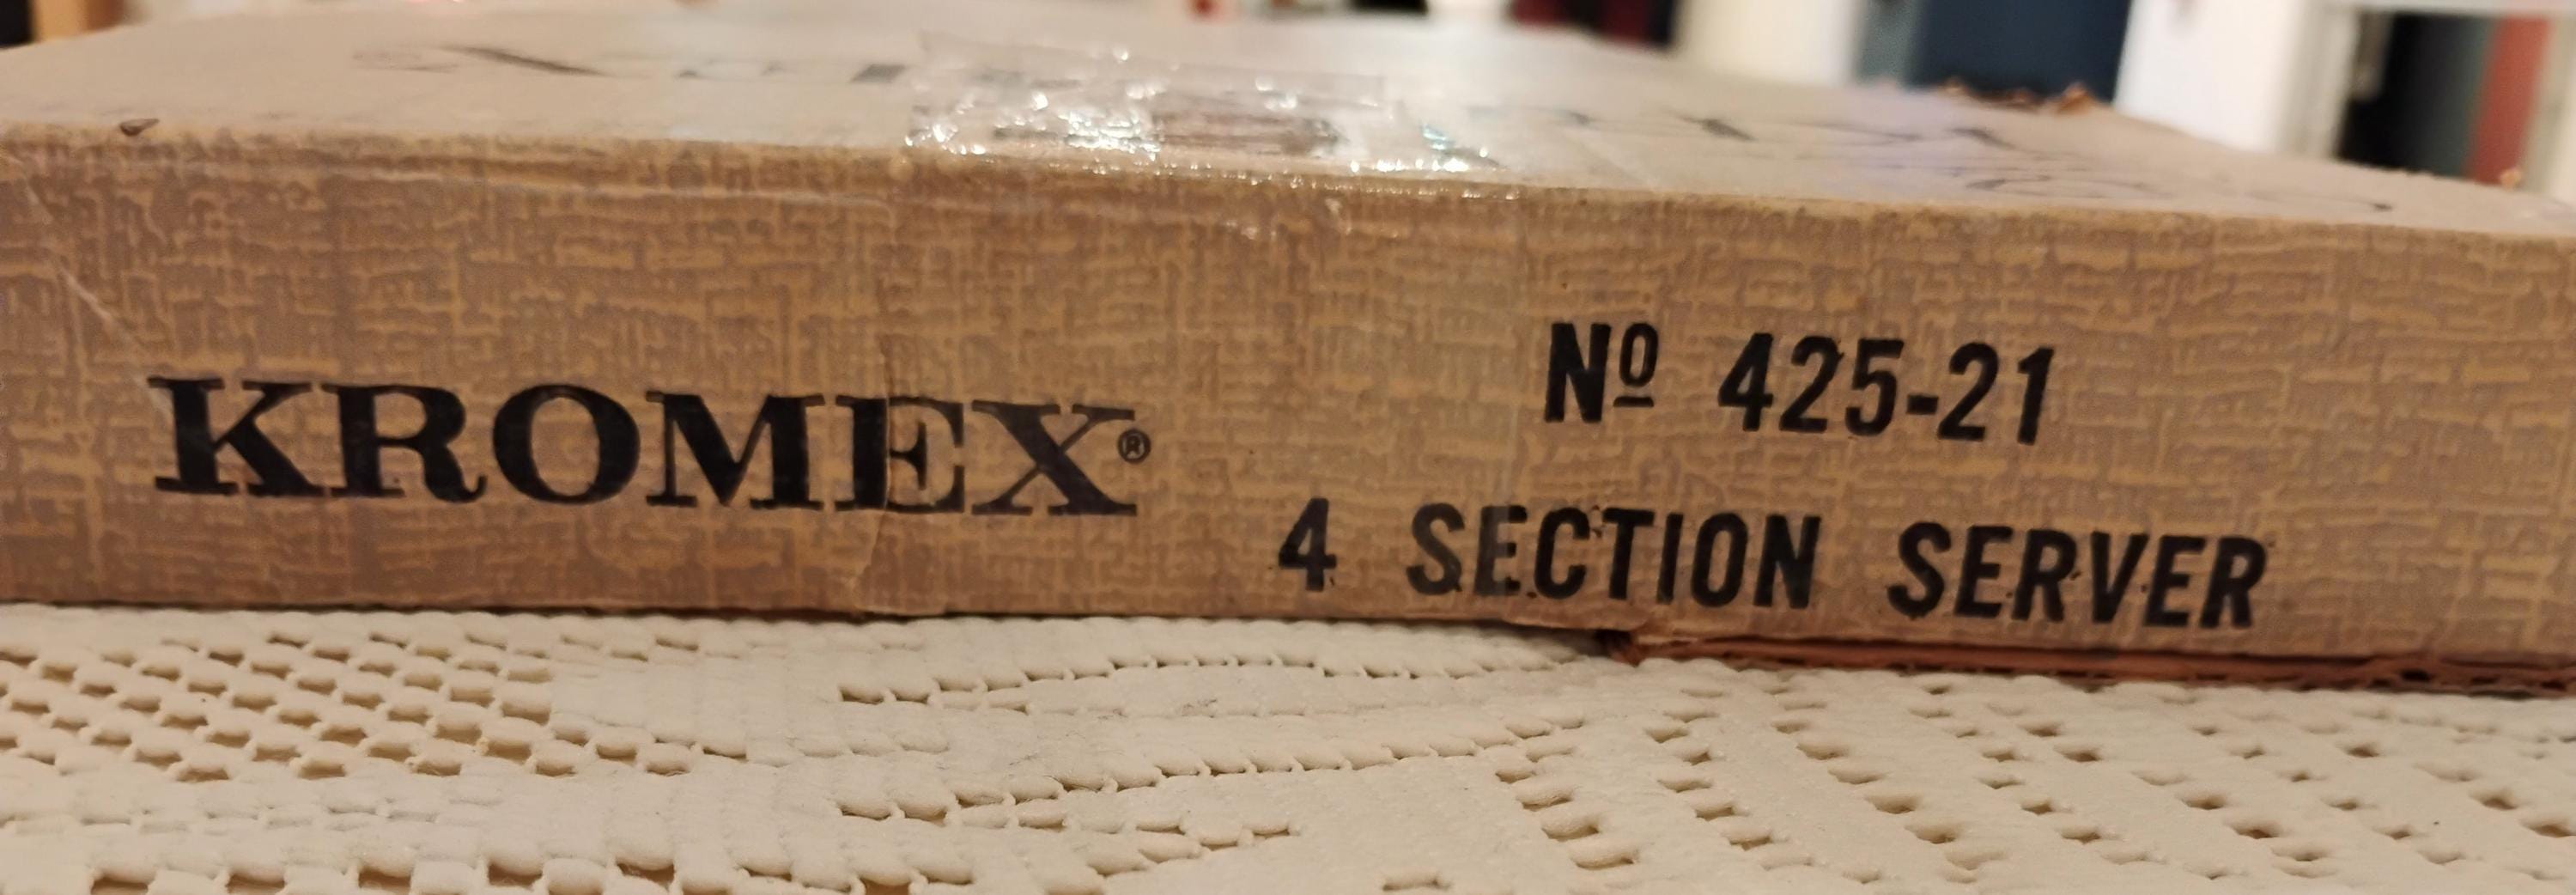 KROMEX®
Nº 425-21
4 SECTION SERVER